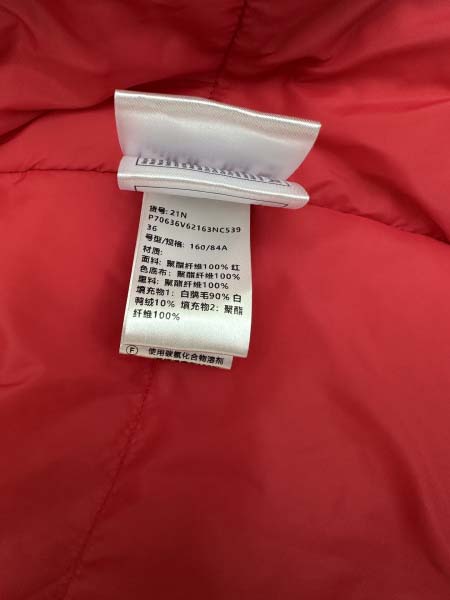 货号: 21N
P70636V62163NC539
36
号型/规格: 160/84A
材质:
面料: 聚酯纤维100% 红
色底布: 聚酯纤维100%
里料: 聚酯纤维100%
填充物1: 白鹅毛90% 白
鸭绒10% 填充物2: 聚酯
纤维100%
Ⓕ 使用碳氢化合物溶剂